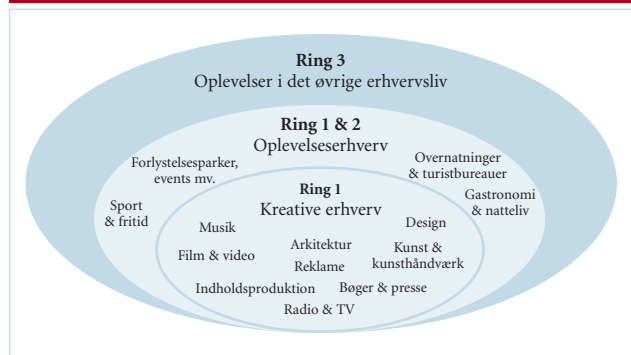 Ring 3
Oplevelser i det øvrige erhvervsliv
Ring 1 & 2
Oplevelseserhverv
Forlystelsesparker,
events mv.
Overnatninger
& turistbureauer
Sport
& fritid
Gastronomi
& natteliv
Ring 1
Kreative erhverv
Musik
Design
Film & video
Arkitektur
Kunst &
kunsthåndværk
Reklame
Indholdsproduktion
Bøger & presse
Radio & TV